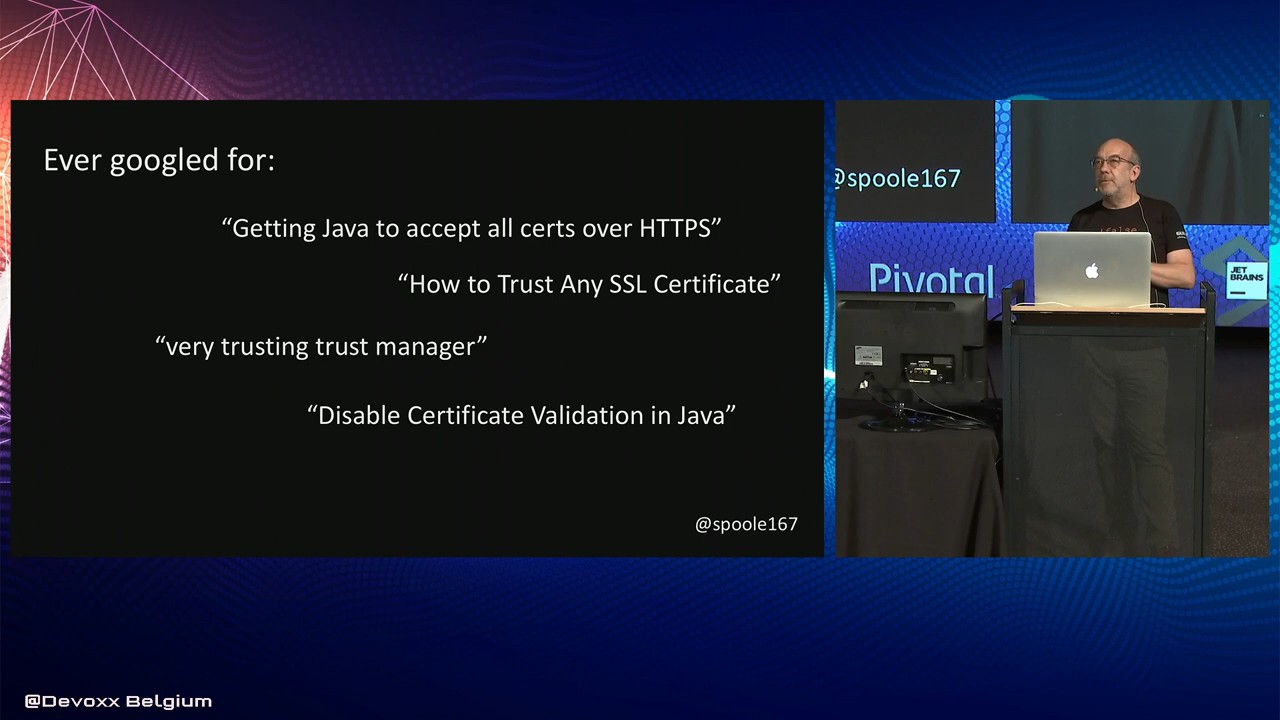 Ever googled for:
“Getting Java to accept all certs over HTTPS”
“How to Trust Any SSL Certificate”
“very trusting trust manager”
“Disable Certificate Validation in Java”
@spoole167
@spoole167
Pivotal
JET
BRAINS
@Devoxx Belgium